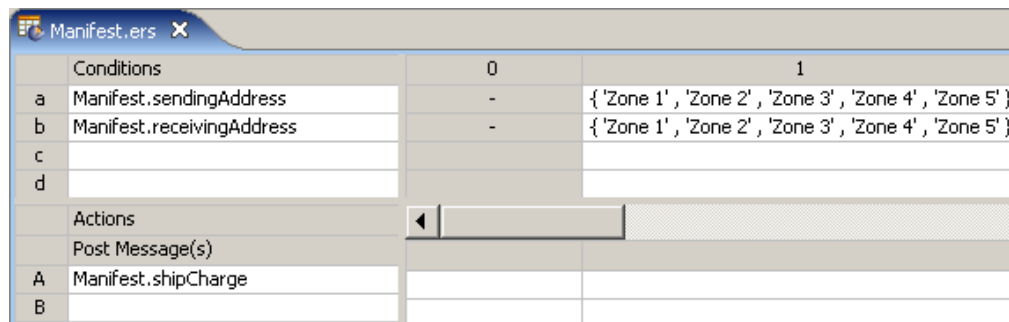 Manifest.ers
Conditions 0 1
a Manifest.sendingAddress - { 'Zone 1' , 'Zone 2' , 'Zone 3' , 'Zone 4' , 'Zone 5' }
b Manifest.receivingAddress - { 'Zone 1' , 'Zone 2' , 'Zone 3' , 'Zone 4' , 'Zone 5' }
c
d
Actions
Post Message(s)
A Manifest.shipCharge
B